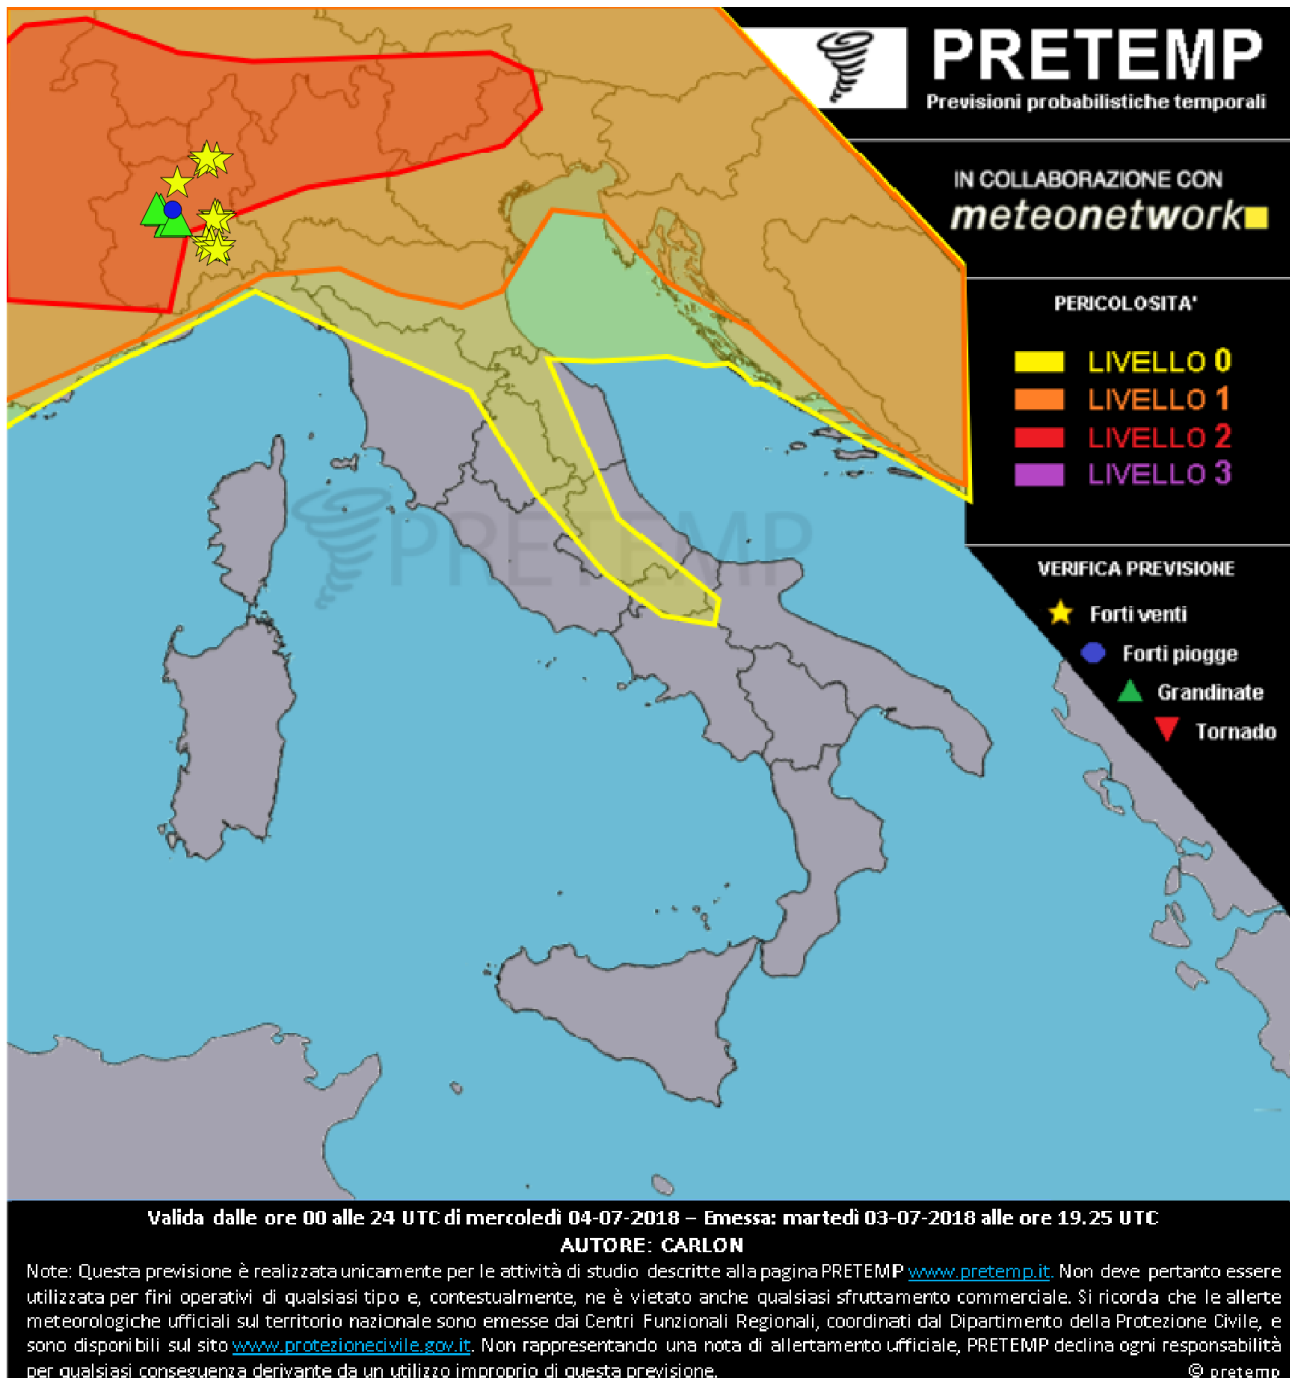 PRETEMP
Previsioni probabilistiche temporali
IN COLLABORAZIONE CON
meteonetwork
PERICOLOSITA'
LIVELLO 0
LIVELLO 1
LIVELLO 2
LIVELLO 3
PRETEMP
VERIFICA PREVISIONE
Forti venti
Forti piogge
Grandinate
Tornado
Valida dalle ore 00 alle 24 UTC di mercoledì 04-07-2018 – Emessa: martedì 03-07-2018 alle ore 19.25 UTC
AUTORE: CARLON
Note: Questa previsione è realizzata unicamente per le attività di studio descritte alla pagina PRETEMP www.pretemp.it. Non deve pertanto essere
utilizzata per fini operativi di qualsiasi tipo e, contestualmente, ne è vietato anche qualsiasi sfruttamento commerciale. Si ricorda che le allerte
meteorologiche ufficiali sul territorio nazionale sono emesse dai Centri Funzionali Regionali, coordinati dal Dipartimento della Protezione Civile, e
sono disponibili sul sito www.protezionecivile.gov.it. Non rappresentando una nota di allertamento ufficiale, PRETEMP declina ogni responsabilità
per qualsiasi conseguenza derivante da un utilizzo improprio di questa previsione. © pretemp